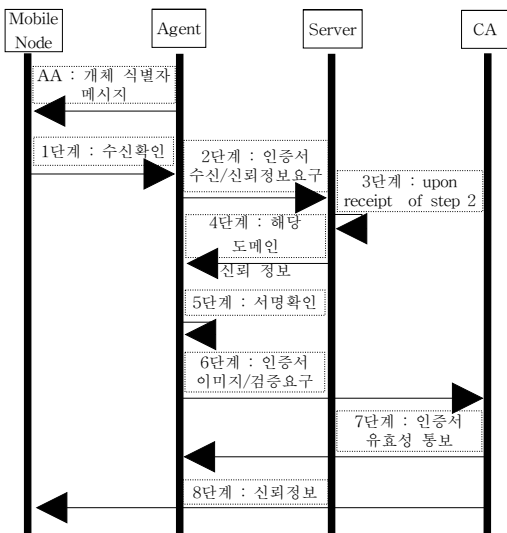 Mobile
Node
Agent
Server
CA
AA : 개체 식별자
메시지
1단계 : 수신확인
2단계 : 인증서
수신/신뢰정보요구
3단계 : upon
receipt of step 2
4단계 : 해당
도메인
신뢰 정보
5단계 : 서명확인
6단계 : 인증서
이미지/검증요구
7단계 : 인증서
유효성 통보
8단계 : 신뢰정보